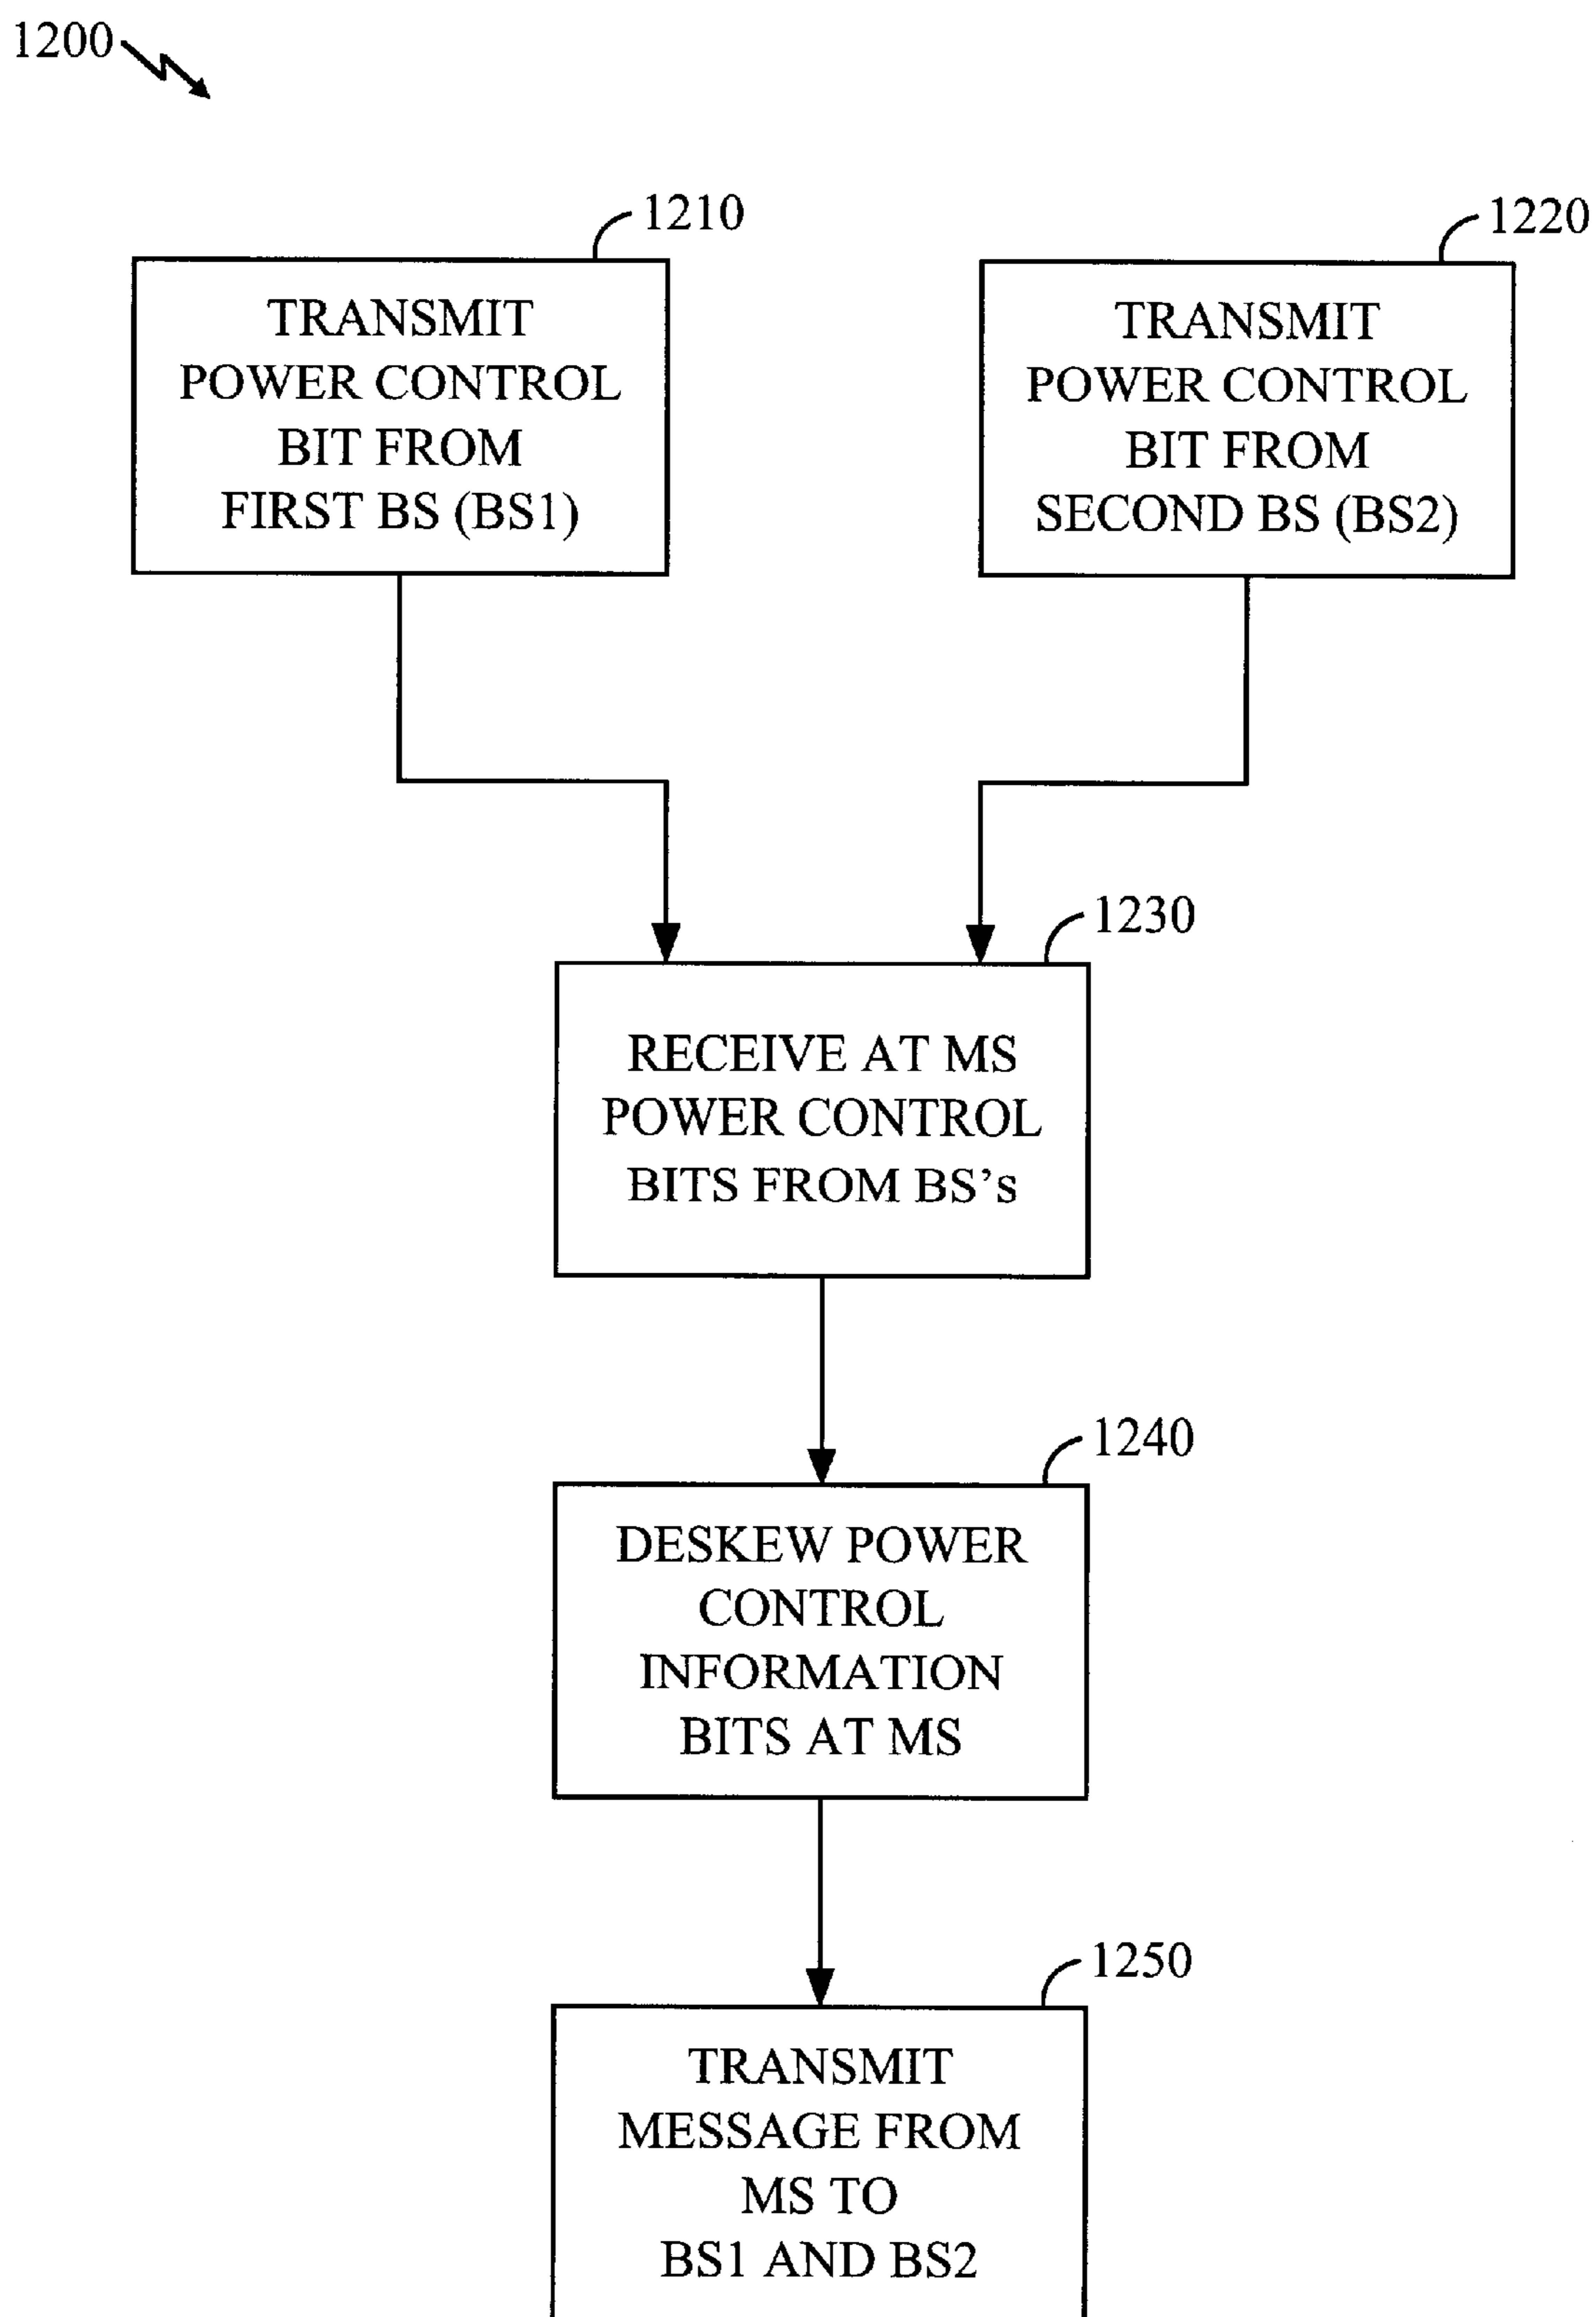 1200
1210
TRANSMIT
POWER CONTROL
BIT FROM
FIRST BS (BS1)
1220
TRANSMIT
POWER CONTROL
BIT FROM
SECOND BS (BS2)
1230
RECEIVE AT MS
POWER CONTROL
BITS FROM BS's
1240
DESKEW POWER
CONTROL
INFORMATION
BITS AT MS
1250
TRANSMIT
MESSAGE FROM
MS TO
BS1 AND BS2